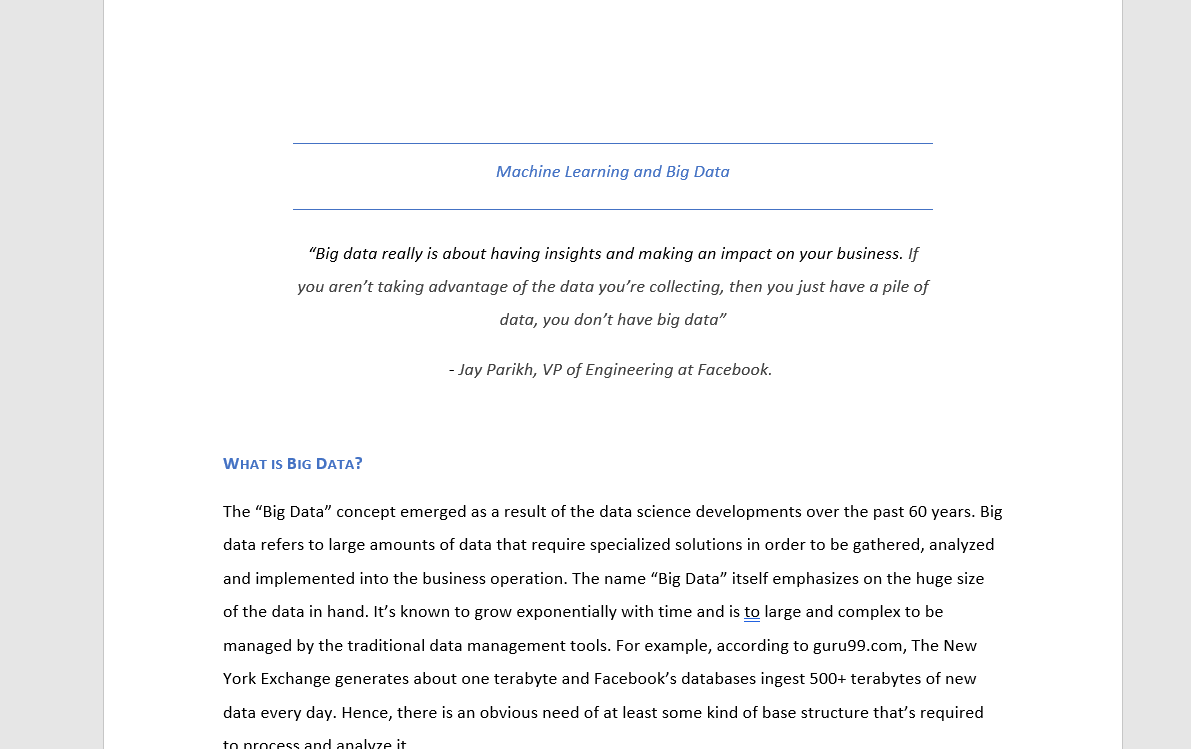 Machine Learning and Big Data
“Big data really is about having insights and making an impact on your business. If
you aren’t taking advantage of the data you’re collecting, then you just have a pile of
data, you don’t have big data”
- Jay Parikh, VP of Engineering at Facebook.
What is Big Data?
The “Big Data” concept emerged as a result of the data science developments over the past 60 years. Big
data refers to large amounts of data that require specialized solutions in order to be gathered, analyzed
and implemented into the business operation. The name “Big Data” itself emphasizes on the huge size
of the data in hand. It’s known to grow exponentially with time and is to large and complex to be
managed by the traditional data management tools. For example, according to guru99.com, The New
York Exchange generates about one terabyte and Facebook’s databases ingest 500+ terabytes of new
data every day. Hence, there is an obvious need of at least some kind of base structure that’s required
to process and analyze it